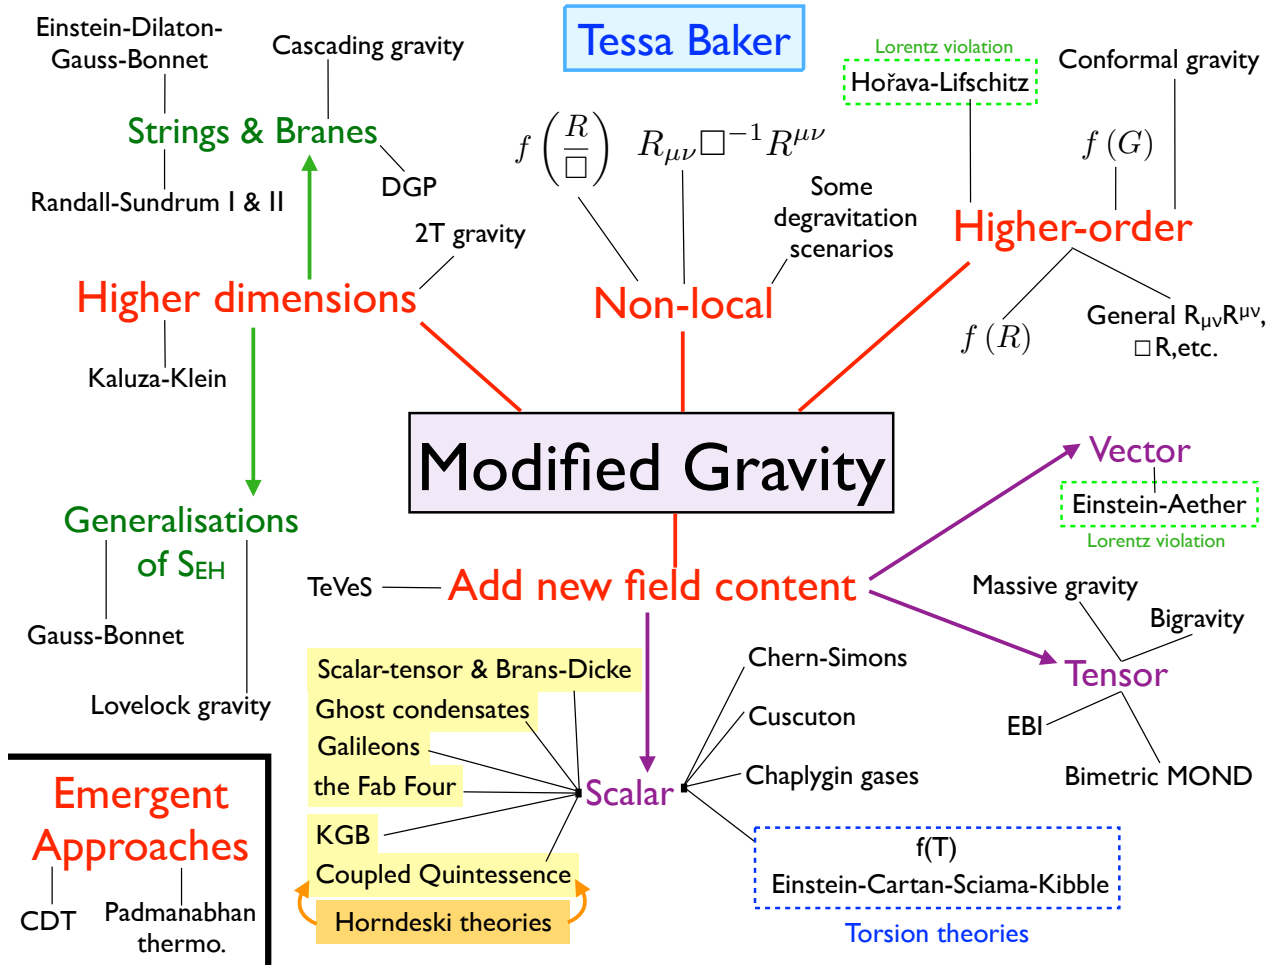 Tessa Baker
Einstein-Dilaton-
Gauss-Bonnet
Cascading gravity
Strings & Branes
Randall-Sundrum I & II
DGP
2T gravity
Higher dimensions
Kaluza-Klein
Generalisations
of S_EH
Gauss-Bonnet
Lovelock gravity
f(R/□)
R_μν□⁻¹R^μν
Some
degravitation
scenarios
Non-local
Lorentz violation
Hořava-Lifschitz
Conformal gravity
f(G)
Higher-order
f(R)
General R_μνR^μν,
□R,etc.
Modified Gravity
Vector
Einstein-Aether
Lorentz violation
TeVeS
Add new field content
Massive gravity
Bigravity
Tensor
EBI
Bimetric MOND
Scalar-tensor & Brans-Dicke
Ghost condensates
Galileons
the Fab Four
KGB
Coupled Quintessence
Horndeski theories
Scalar
Chern-Simons
Cuscuton
Chaplygin gases
f(T)
Einstein-Cartan-Sciama-Kibble
Torsion theories
Emergent
Approaches
CDT
Padmanabhan
thermo.